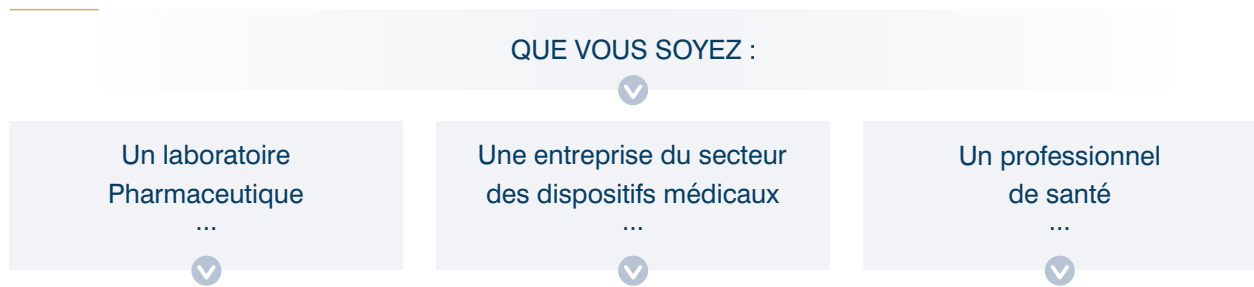 QUE VOUS SOYEZ :
Un laboratoire
Pharmaceutique
...
Une entreprise du secteur
des dispositifs médicaux
...
Un professionnel
de santé
...